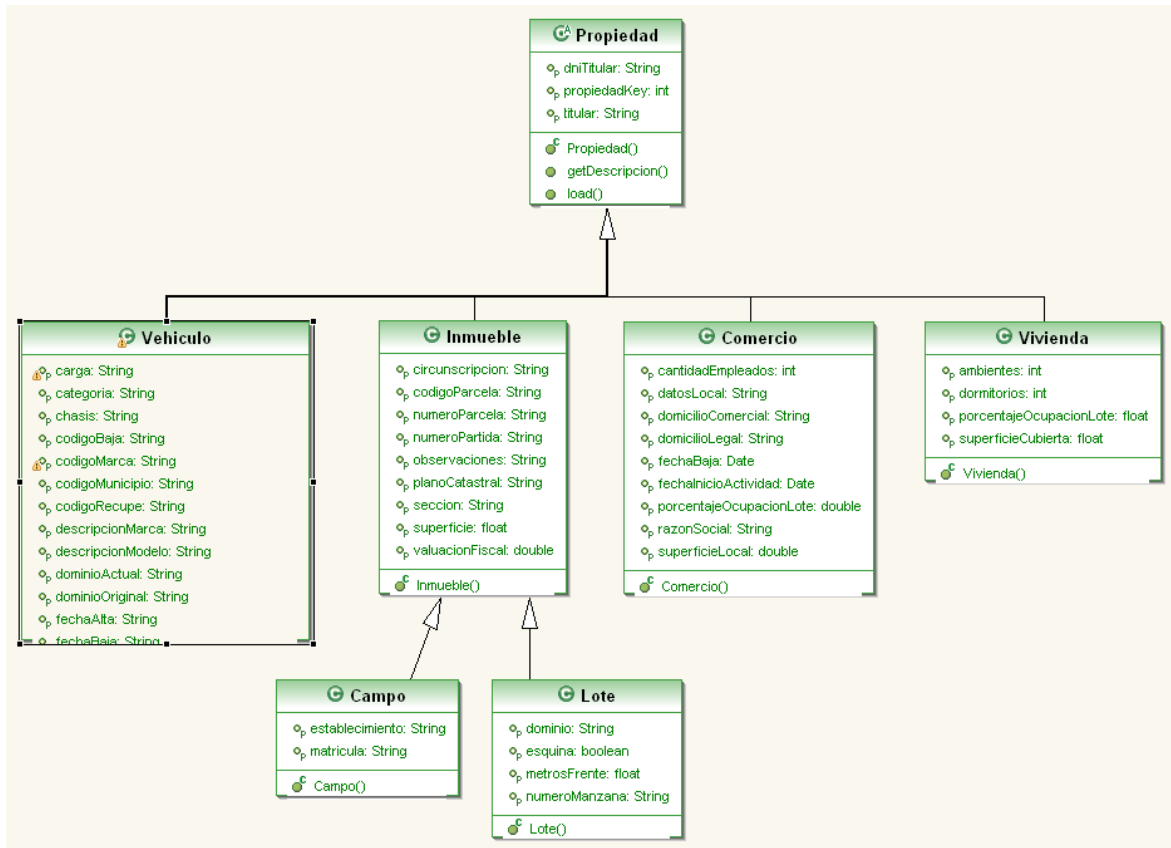 Propiedad
dniTitular: String
propiedadKey: int
titular: String
Propiedad()
getDescripcion()
load()
Vehiculo
carga: String
categoria: String
chasis: String
codigoBaja: String
codigoMarca: String
codigoMunicipio: String
codigoRecupe: String
descripcionMarca: String
descripcionModelo: String
dominioActual: String
dominioOriginal: String
fechaAlta: String
fechaBaja: String
Inmueble
circunscripcion: String
codigoParcela: String
numeroParcela: String
numeroPartida: String
observaciones: String
planoCatastral: String
seccion: String
superficie: float
valuacionFiscal: double
Inmueble()
Comercio
cantidadEmpleados: int
datosLocal: String
domicilioComercial: String
domicilioLegal: String
fechaBaja: Date
fechaInicioActividad: Date
porcentajeOcupacionLote: double
razonSocial: String
superficieLocal: double
Comercio()
Vivienda
ambientes: int
dormitorios: int
porcentajeOcupacionLote: float
superficieCubierta: float
Vivienda()
Campo
establecimiento: String
matricula: String
Campo()
Lote
dominio: String
esquina: boolean
metrosFrente: float
numeroManzana: String
Lote()